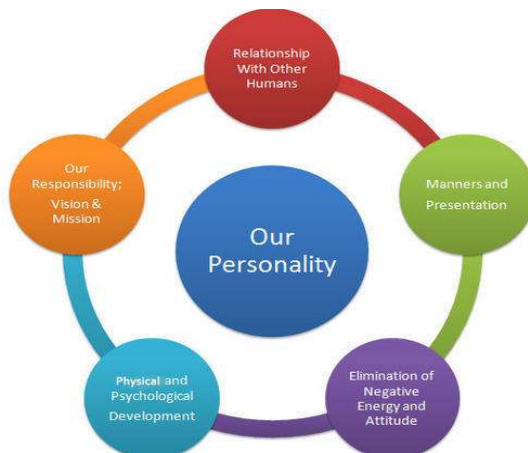 Relationship
With Other
Humans
Our
Responsibility;
Vision &
Mission
Manners and
Presentation
Our
Personality
Physical and
Psychological
Development
Elimination of
Negative
Energy and
Attitude